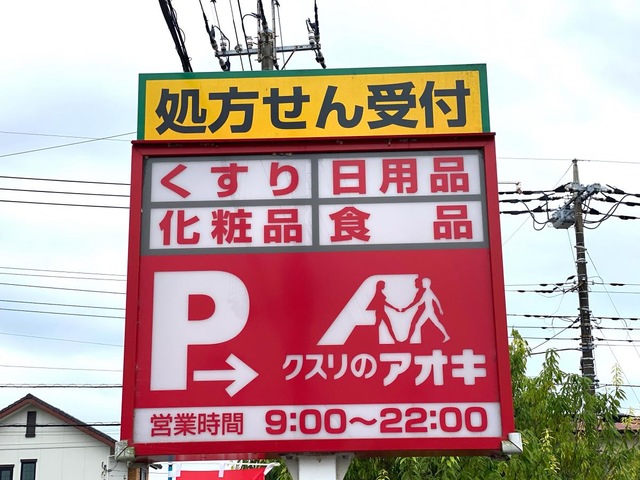 処方せん受付
くすり 日用品
化粧品 食品
P→
クスリのアオキ
営業時間 9:00〜22:00